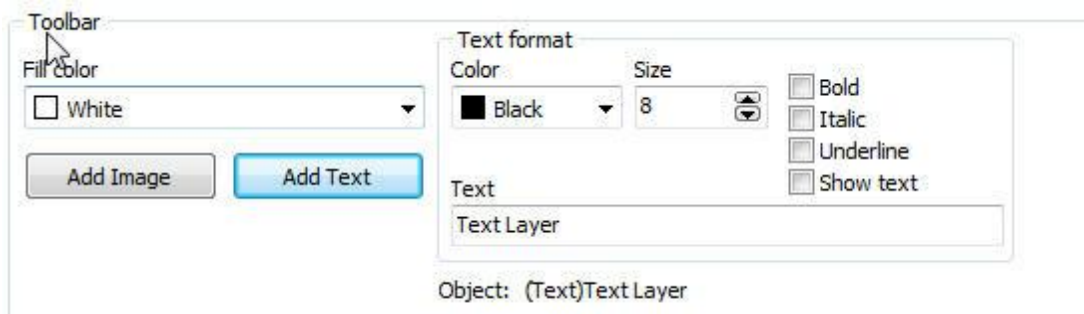 Toolbar
Text format
Fill color
Color
Size
White
Black
8
Bold
Italic
Underline
Show text
Add Image
Add Text
Text
Text Layer
Object: (Text)Text Layer